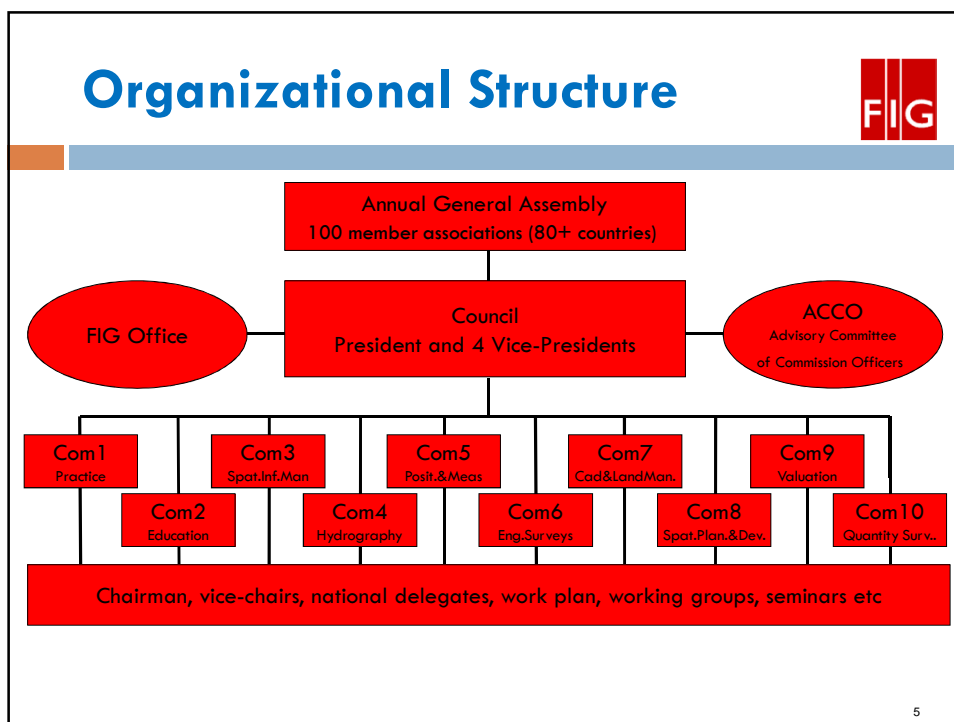 Organizational Structure
FIG
Annual General Assembly
100 member associations (80+ countries)
FIG Office
Council
President and 4 Vice-Presidents
ACCO
Advisory Committee
of Commission Officers
Com1
Practice
Com2
Education
Com3
Spat.Inf.Man
Com4
Hydrography
Com5
Posit.&Meas
Com6
Eng.Surveys
Com7
Cad&LandMan.
Com8
Spat.Plan.&Dev.
Com9
Valuation
Com10
Quantity Surv..
Chairman, vice-chairs, national delegates, work plan, working groups, seminars etc
5